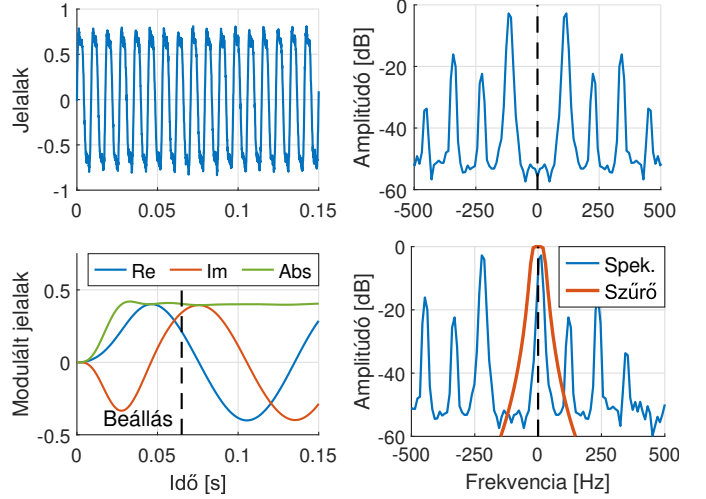 1
0.5
0
-0.5
-1
Jelalak
0
0.05
0.1
0.15
0
-20
-40
-60
Amplitúdó [dB]
-500
-250
0
250
500
Re
Im
Abs
0.5
0
-0.5
Modulált jelalak
Beállás
0
0.05
0.1
0.15
Idő [s]
Spek.
Szűrő
0
-20
-40
-60
Amplitúdó [dB]
-500
-250
0
250
500
Frekvencia [Hz]